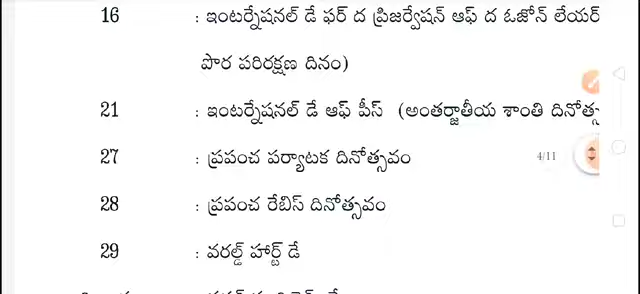 16 : ఇంటర్నేషనల్ డే ఫర్ ద ప్రిజర్వేషన్ ఆఫ్ ద ఓజోన్ లేయర్
పొర పరిరక్షణ దినం)
21 : ఇంటర్నేషనల్ డే ఆఫ్ పీస్ (అంతర్జాతీయ శాంతి దినోత్స
27 : ప్రపంచ పర్యాటక దినోత్సవం
4/11
28 : ప్రపంచ రేబిస్ దినోత్సవం
29 : వరల్డ్ హార్ట్ డే